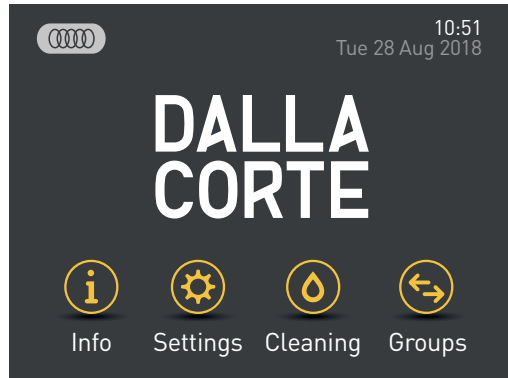 10:51
Tue 28 Aug 2018
DALLA
CORTE
Info Settings Cleaning Groups